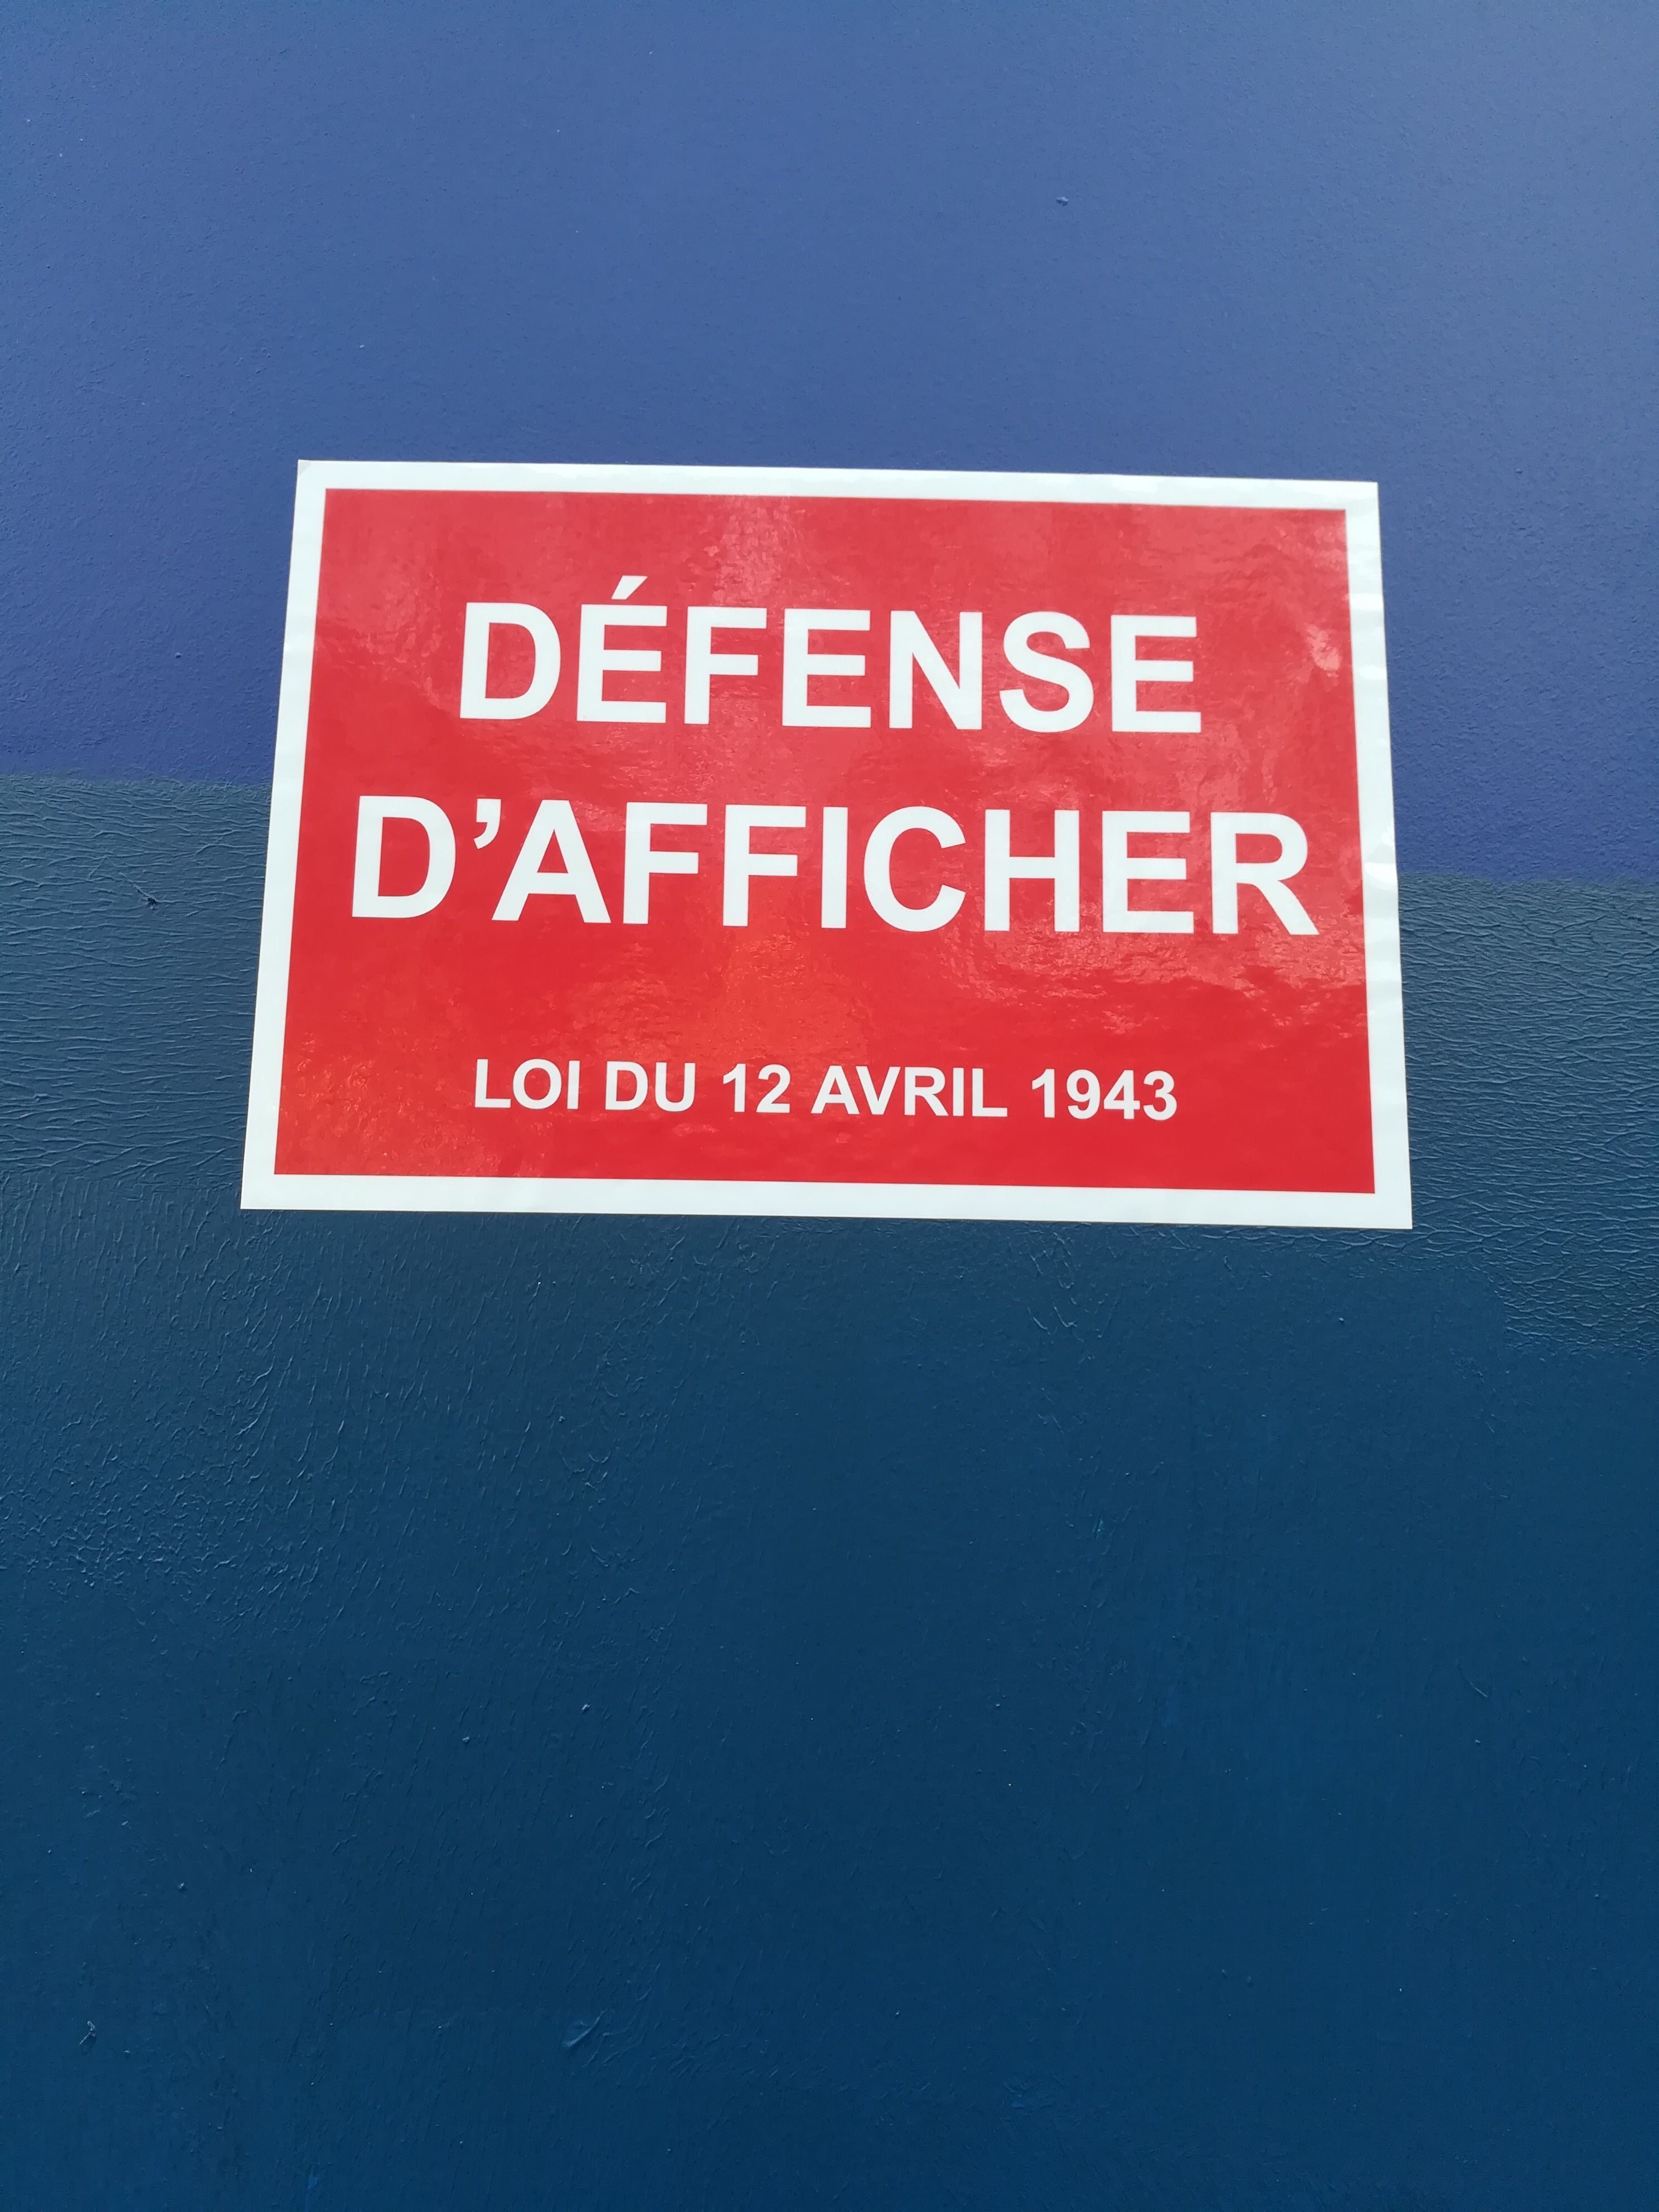 DÉFENSE
D’AFFICHER
LOI DU 12 AVRIL 1943